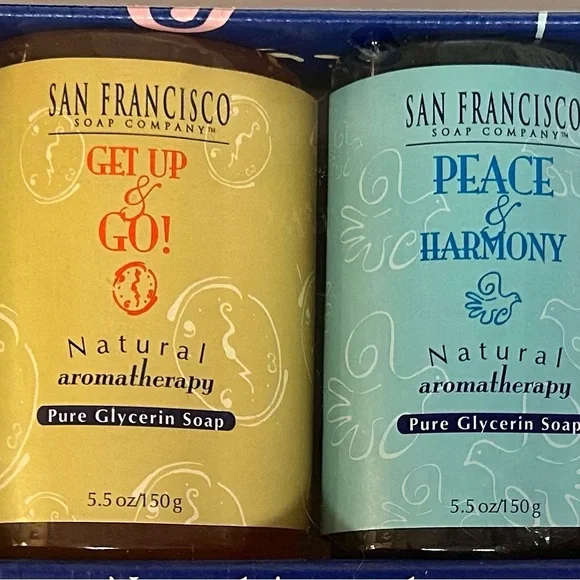 SAN FRANCISCO
SOAP COMPANY™
GET UP
&
GO!
Natural
aromatherapy
Pure Glycerin Soap
5.5 oz/150g
SAN FRANCISCO
SOAP COMPANY™
PEACE
&
HARMONY
Natural
aromatherapy
Pure Glycerin Soap
5.5 oz/150g